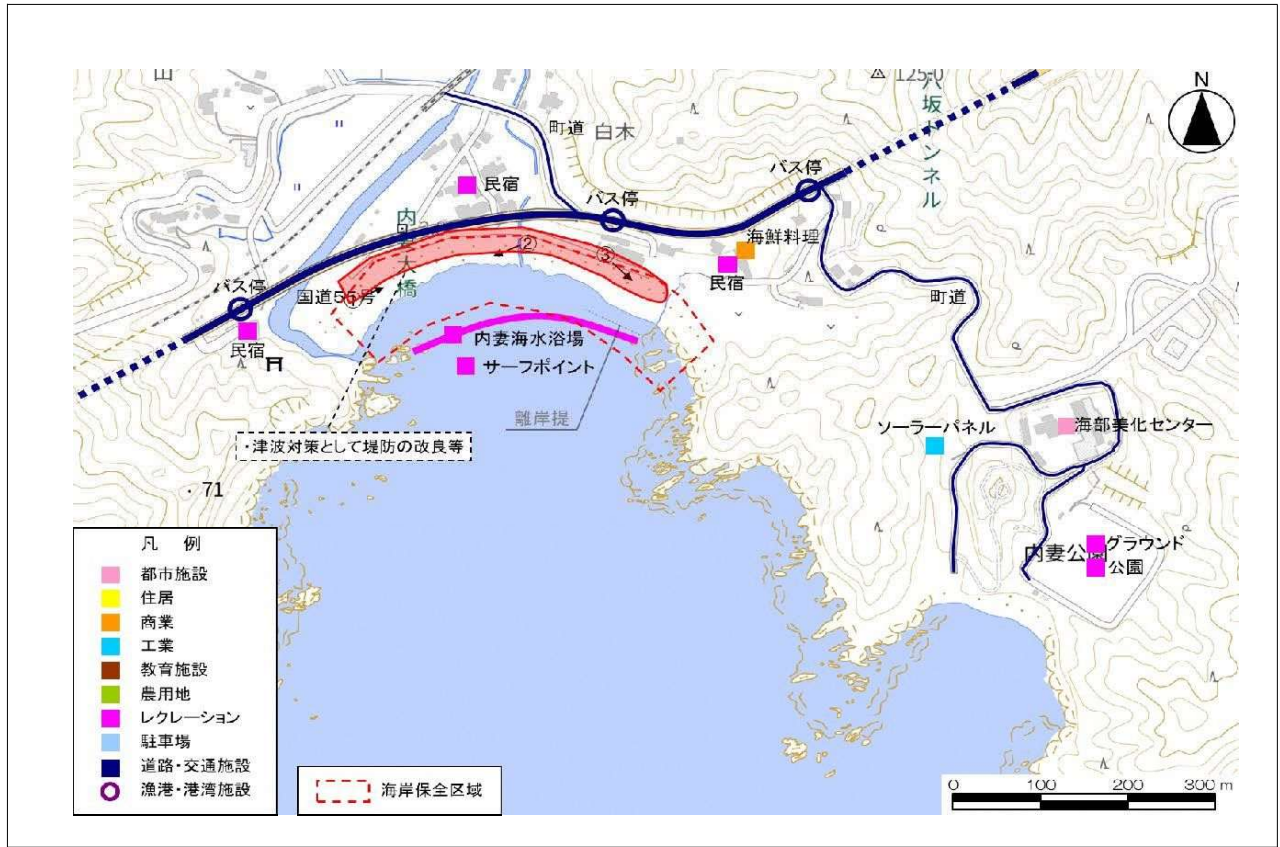 山
125.0
八坂トンネル
N
町道
白木
バス停
民宿
バス停
海鮮料理
内妻大橋
②
③
民宿
バス停
国道55号
町道
民宿
内妻海水浴場
サーフポイント
離岸提
ソーラーパネル
海部美化センター
・津波対策として堤防の改良等
71
グラウンド
内妻公園
公園
凡 例
都市施設
住居
商業
工業
教育施設
農用地
レクレーション
駐車場
道路・交通施設
漁港・港湾施設
海岸保全区域
0 100 200 300 m